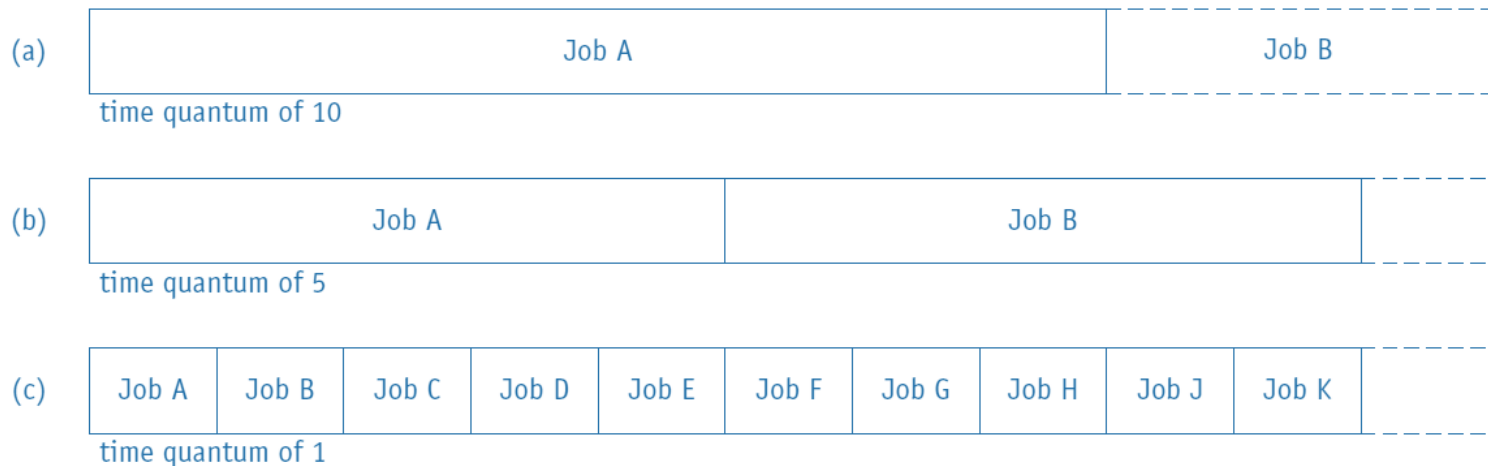 (a) Job A Job B
time quantum of 10
(b) Job A Job B
time quantum of 5
(c) Job A Job B Job C Job D Job E Job F Job G Job H Job J Job K
time quantum of 1